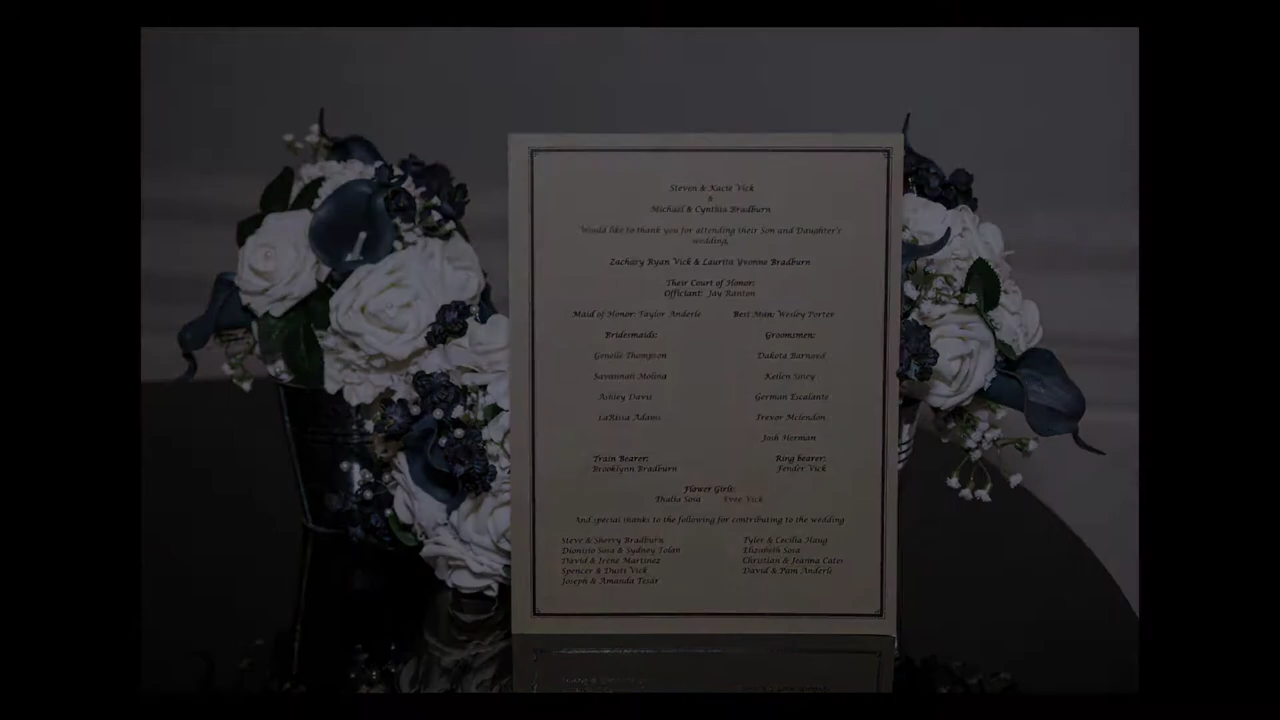 Steven & Kacie Vick
&
Michael & Cynthia Bradburn
Would like to thank you for attending their Son and Daughter's
wedding,
Zachary Ryan Vick & Lauritta Yvonne Bradburn
Their Court of Honor:
Officiant: Jay Banton
Maid of Honor: Taylor Anderle Best Man: Wesley Porter
Bridesmaids: Groomsmen:
Genelle Thompson Dakota Barnard
Savannah Molina Keilen Siney
Ashley Davis German Escalante
LaRissa Adams Trevor Mclendon
Josh Herman
Train Bearer: Ring bearer:
Brooklynn Bradburn Fender Vick
Flower Girls:
Thalia Sosa Evee Vick
And special thanks to the following for contributing to the wedding
Steve & Sherry Bradburn Tyler & Cecilia Haug
Dionisio Sosa & Sydney Tolan Elizabeth Sosa
David & Irene Martinez Christian & Jeanna Cater
Spencer & Dusti Vick David & Pam Anderle
Joseph & Amanda Tesar